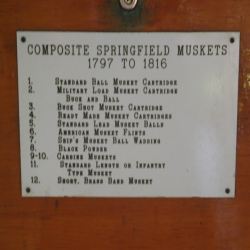 COMPOSITE SPRINGFIELD MUSKETS
1797 TO 1816
1. STANDARD BALL MUSKET CARTRIDGE
2. MILITARY LOAD MUSKET CARTRIDGE
BUCK AND BALL
3. BUCK SHOT MUSKET CARTRIDGE
4. READY MADE MUSKET CARTRIDGES
5. STANDARD LEAD MUSKET BALLS
6. AMERICAN MUSKET FLINTS
7. SHIP'S MUSKET BALL WADDING
8. BLACK POWDER
9-10. CARBINE MUSKETS
11. STANDARD LENGTH OR INFANTRY
TYPE MUSKET
12. SHORT, BRASS BAND MUSKET